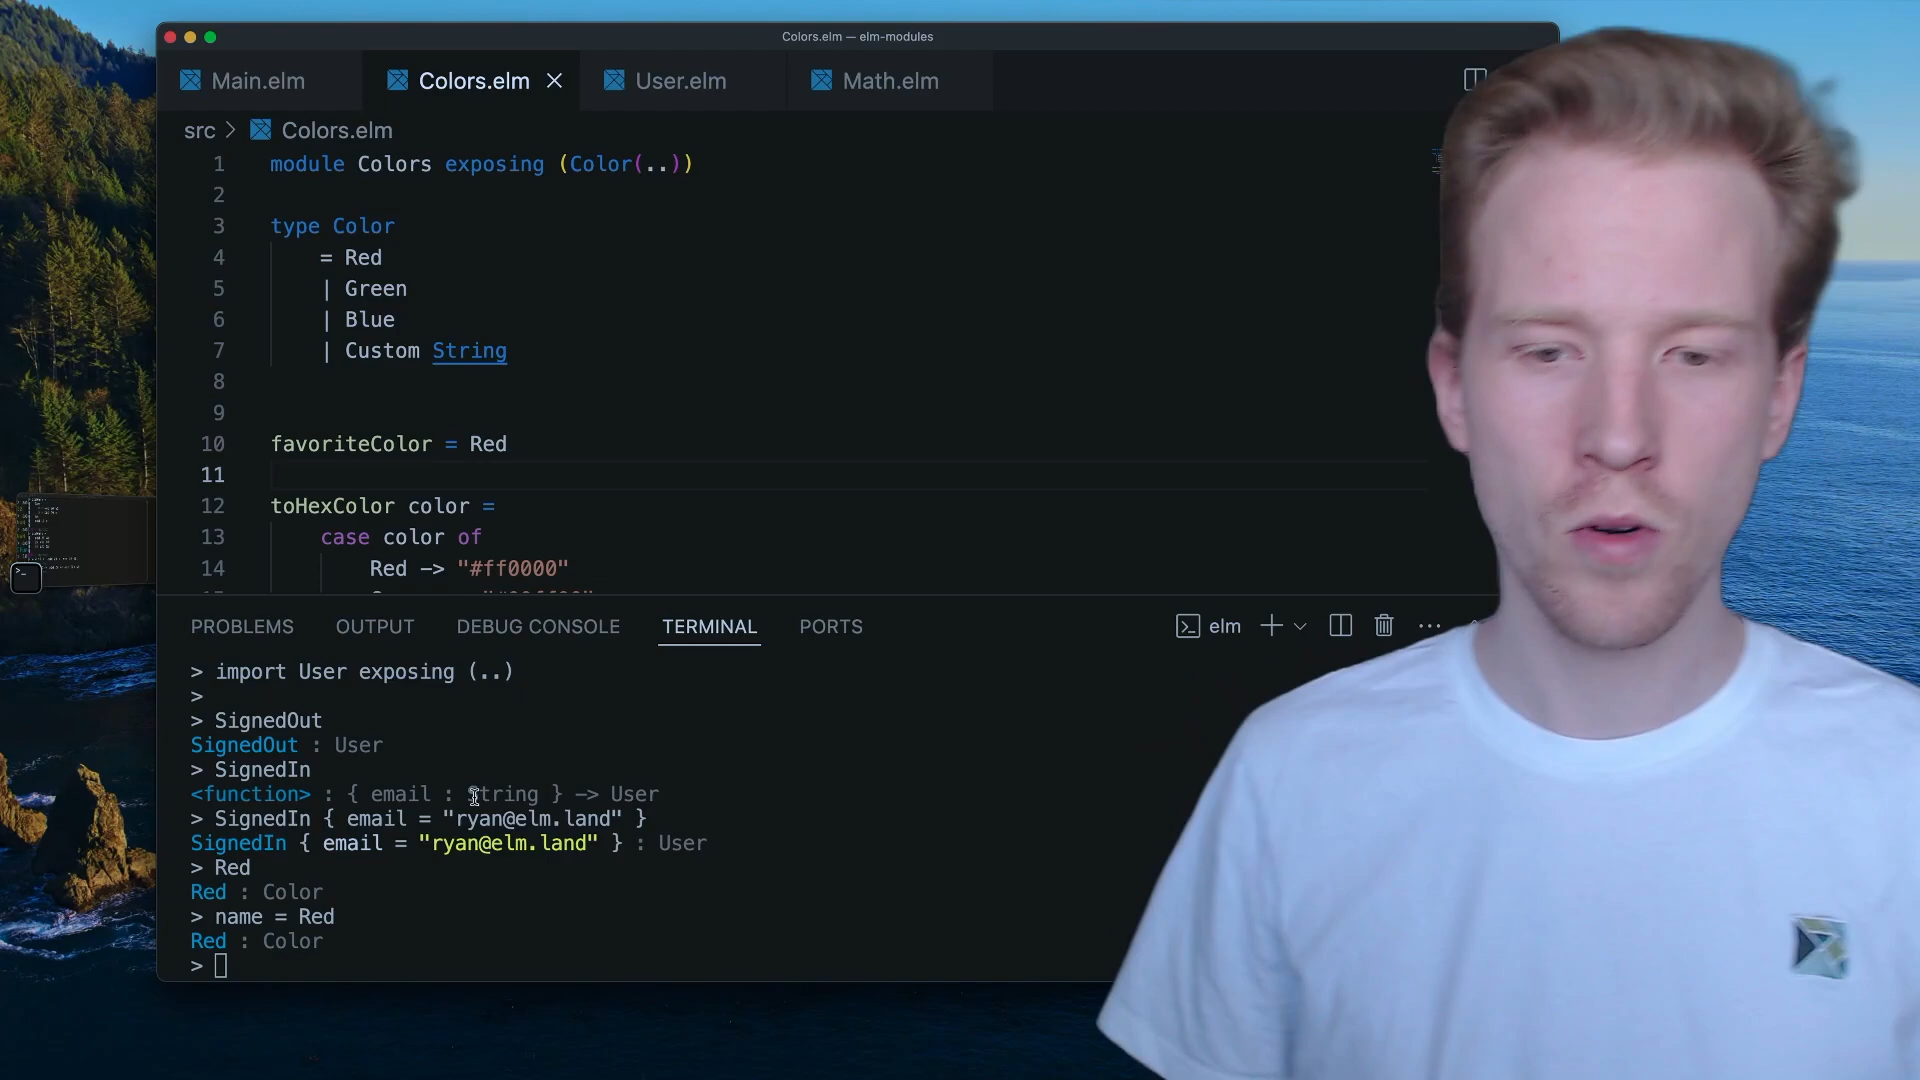 Colors.elm — elm-modules
Main.elm
Colors.elm
User.elm
Math.elm
src > Colors.elm
1 module Colors exposing (Color(..))
2
3 type Color
4 = Red
5 | Green
6 | Blue
7 | Custom String
8
9
10 favoriteColor = Red
11
12 toHexColor color =
13 case color of
14 Red -> "#ff0000"
PROBLEMS OUTPUT DEBUG CONSOLE TERMINAL PORTS
elm
> import User exposing (..)
>
> SignedOut
SignedOut : User
> SignedIn
<function> : { email : String } -> User
> SignedIn { email = "ryan@elm.land" }
SignedIn { email = "ryan@elm.land" } : User
> Red
Red : Color
> name = Red
Red : Color
>